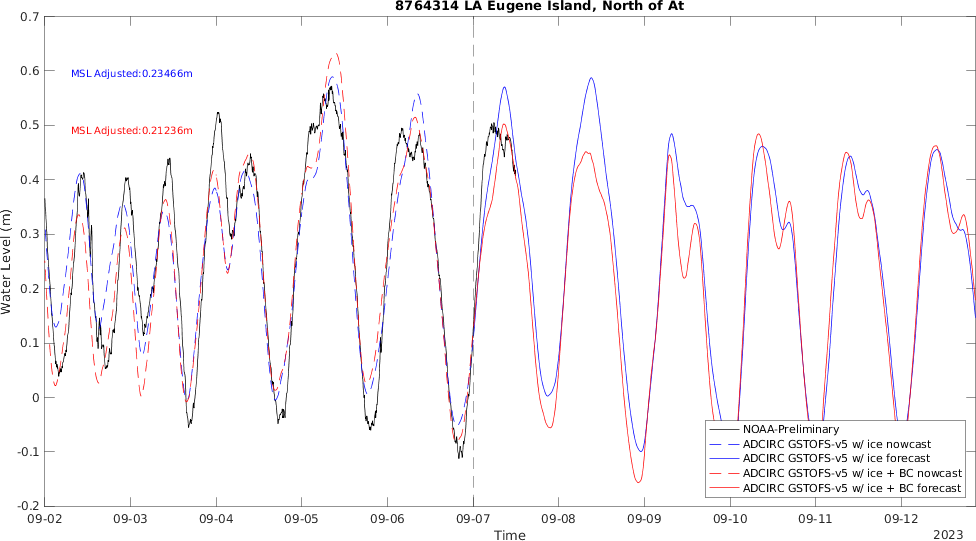 8764314 LA Eugene Island, North of At
0.7
0.6
0.5
0.4
0.3
0.2
0.1
0
-0.1
-0.2
Water Level (m)
MSL Adjusted:0.23466m
MSL Adjusted:0.21236m
NOAA-Preliminary
ADCIRC GSTOFS-v5 w/ ice nowcast
ADCIRC GSTOFS-v5 w/ ice forecast
ADCIRC GSTOFS-v5 w/ ice + BC nowcast
ADCIRC GSTOFS-v5 w/ ice + BC forecast
09-02 09-03 09-04 09-05 09-06 09-07 09-08 09-09 09-10 09-11 09-12
Time
2023